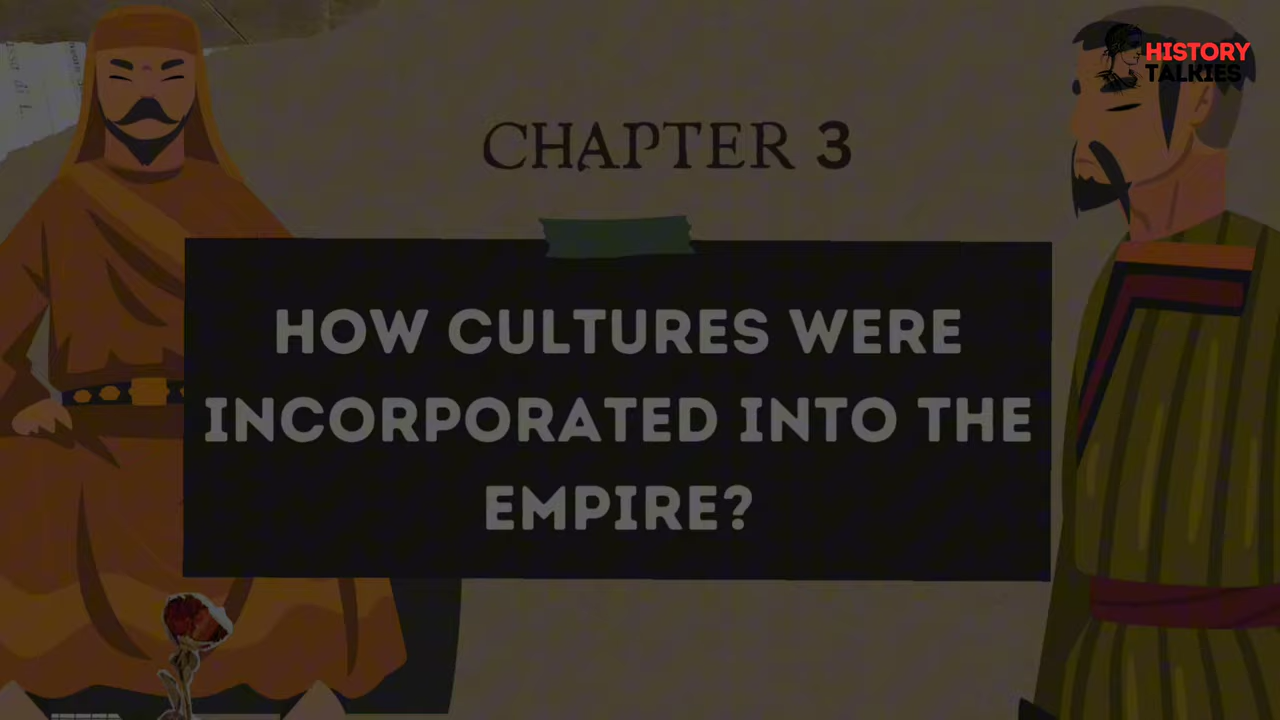 HISTORY
TALKIES
CHAPTER 3
HOW CULTURES WERE
INCORPORATED INTO THE
EMPIRE?